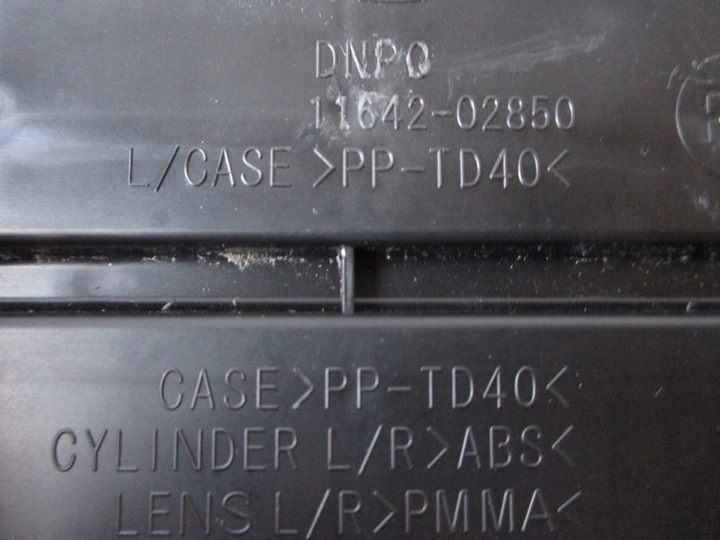 DNPO
11642-02850
L/CASE >PP-TD40<
CASE>PP-TD40<
CYLINDER L/R>ABS<
LENS L/R>PMMA<